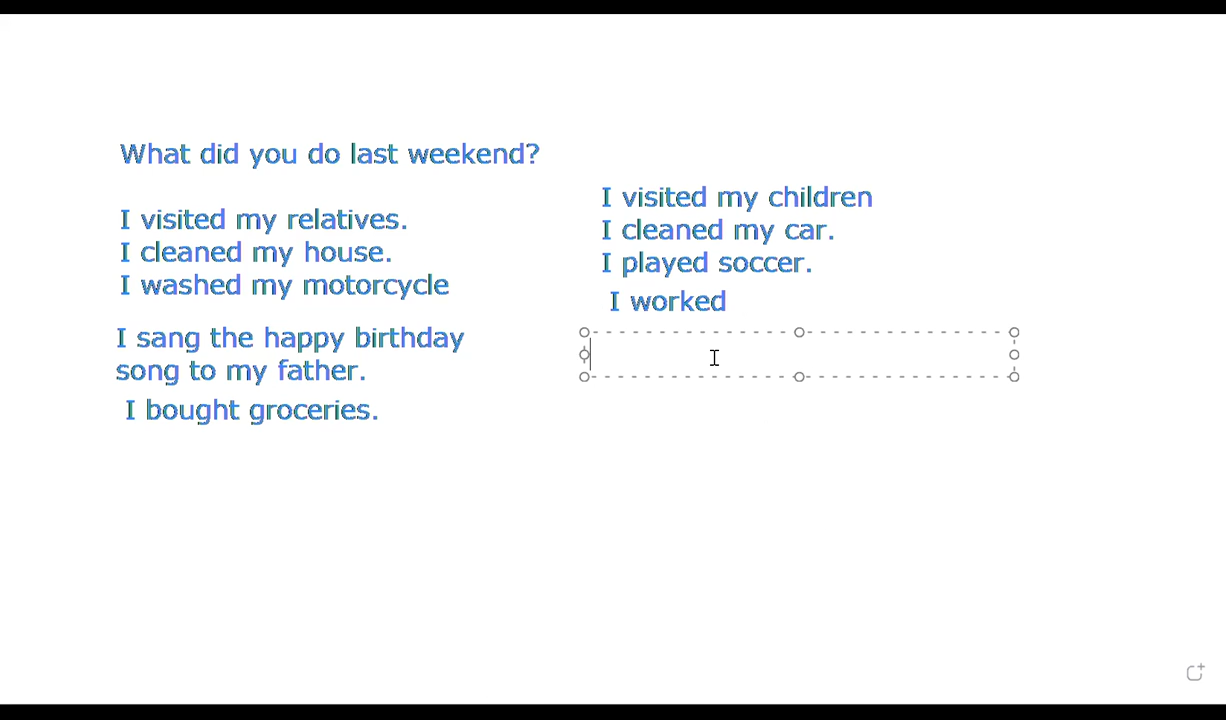 What did you do last weekend?
I visited my relatives.
I cleaned my house.
I washed my motorcycle
I sang the happy birthday
song to my father.
I bought groceries.
I visited my children
I cleaned my car.
I played soccer.
I worked